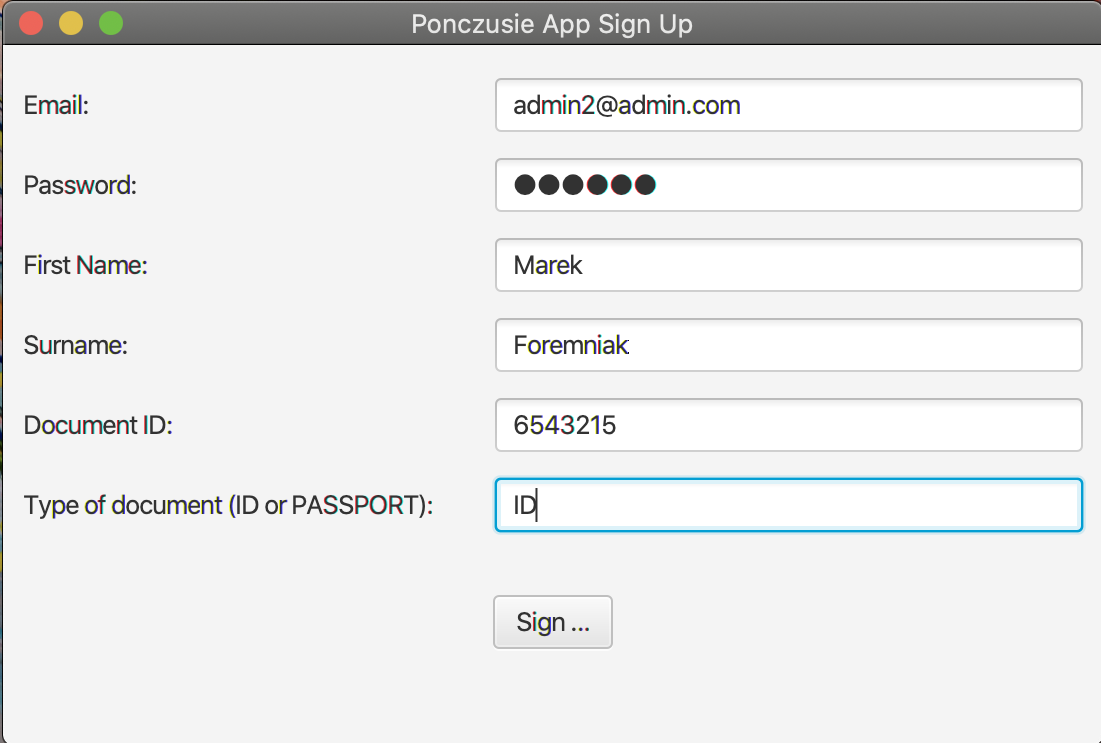 Ponczusie App Sign Up
Email: admin2@admin.com
Password: ●●●●●●
First Name: Marek
Surname: Foremniak
Document ID: 6543215
Type of document (ID or PASSPORT): ID
Sign ...